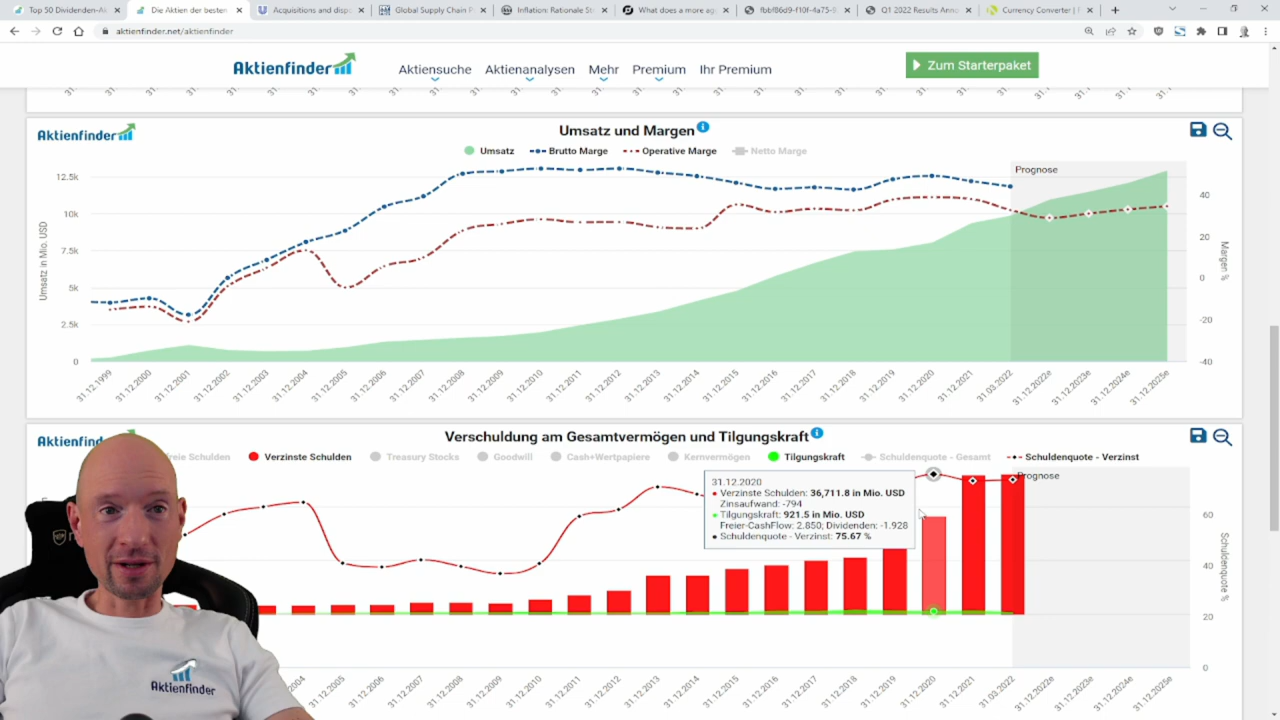 Top 50 Dividenden-Ak
Die Aktien der besten
Acquisitions and dispo
Global Supply Chain P
Inflation: Rationale St
What does a more ag
fbbf86d9-f10f-4a75-9
Q1 2022 Results Anno
Currency Converter | F
aktienfinder.net/aktienfinder
Aktienfinder
Aktiensuche Aktienanalysen Mehr Premium Ihr Premium
Zum Starterpaket
Aktienfinder
Umsatz und Margen
Umsatz Brutto Marge Operative Marge Netto Marge
Prognose
12.5k
10k
7.5k
5k
2.5k
0
Umsatz in Mio. USD
40
20
0
-20
-40
Margen %
31.12.1999 31.12.2000 31.12.2001 31.12.2002 31.12.2003 31.12.2004 31.12.2005 31.12.2006 31.12.2007 31.12.2008 31.12.2009 31.12.2010 31.12.2011 31.12.2012 31.12.2013 31.12.2014 31.12.2015 31.12.2016 31.12.2017 31.12.2018 31.12.2019 31.12.2020 31.12.2021 31.03.2022 31.12.2022e 31.12.2023e 31.12.2024e 31.12.2025e
Aktienfind
Verschuldung am Gesamtvermögen und Tilgungskraft
freie Schulden Verzinste Schulden Treasury Stocks Goodwill Cash+Wertpapiere Kernvermögen Tilgungskraft Schuldenquote - Gesamt Schuldenquote - Verzinst
Prognose
31.12.2020
Verzinste Schulden: 36,711.8 in Mio. USD
Zinsaufwand: -794
Tilgungskraft: 921.5 in Mio. USD
Freier-CashFlow: 2.850; Dividenden: -1.928
Schuldenquote - Verzinst: 75.67 %
60
40
20
0
Schuldenquote %
2004 31.12.2005 31.12.2006 31.12.2007 31.12.2008 31.12.2009 31.12.2010 31.12.2011 31.12.2012 31.12.2013 31.12.2014 31.12.2015 31.12.2016 31.12.2017 31.12.2018 31.12.2019 31.12.2020 31.12.2021 31.03.2022 31.12.2022e 31.12.2023e 31.12.2024e 31.12.2025e
Aktienfinder